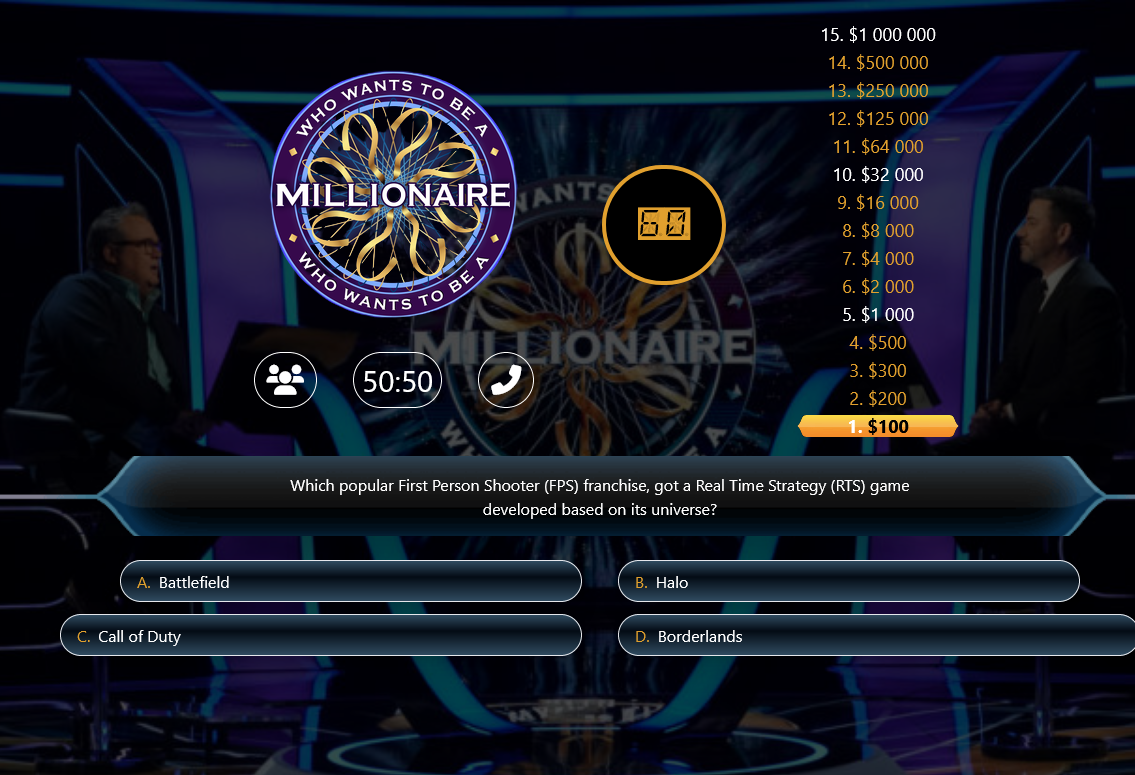 WHO WANTS TO BE A
MILLIONAIRE
WHO WANTS TO BE A
60
15. $1 000 000
14. $500 000
13. $250 000
12. $125 000
11. $64 000
10. $32 000
9. $16 000
8. $8 000
7. $4 000
6. $2 000
5. $1 000
4. $500
3. $300
2. $200
1. $100
50:50
WANTS
MILLIONAIRE
WA
A
Which popular First Person Shooter (FPS) franchise, got a Real Time Strategy (RTS) game
developed based on its universe?
A. Battlefield
B. Halo
C. Call of Duty
D. Borderlands